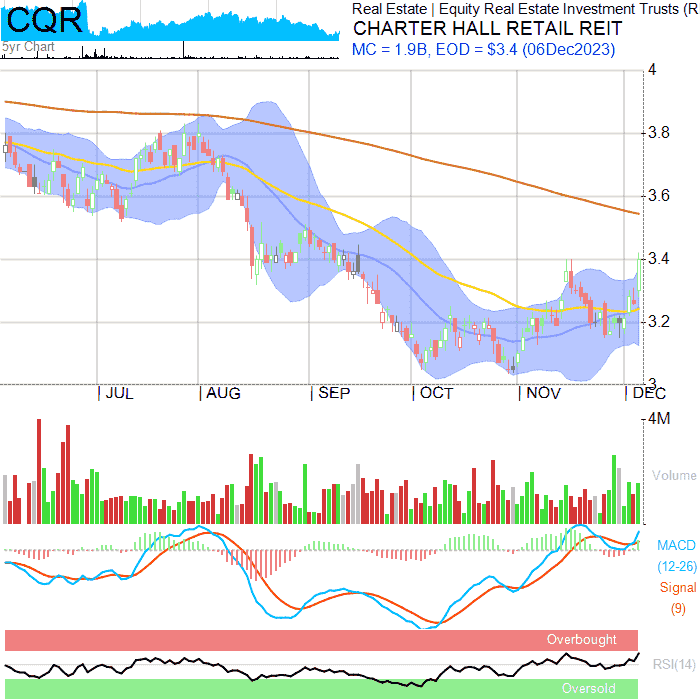 CQR
5yr Chart
Real Estate | Equity Real Estate Investment Trusts (R
CHARTER HALL RETAIL REIT
MC = 1.9B, EOD = $3.4 (06Dec2023)
4
3.8
3.6
3.4
3.2
3
JUL
AUG
SEP
OCT
NOV
DEC
4M
Volume
MACD
(12-26)
Signal
(9)
Overbought
RSI(14)
Oversold